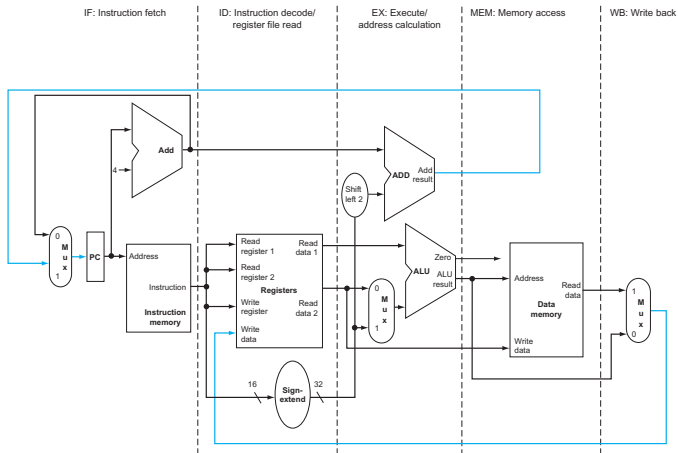 IF: Instruction fetch
ID: Instruction decode/
register file read
EX: Execute/
address calculation
MEM: Memory access
WB: Write back
Add
4
ADD
Add
result
Shift
left 2
0
M
u
x
1
PC
Address
Instruction
Instruction
memory
Read
register 1
Read
register 2
Registers
Write
register
Write
data
Read
data 1
Read
data 2
0
M
u
x
1
Zero
ALU
ALU
result
Address
Read
data
Data
memory
Write
data
1
M
u
x
0
16
Sign-
extend
32